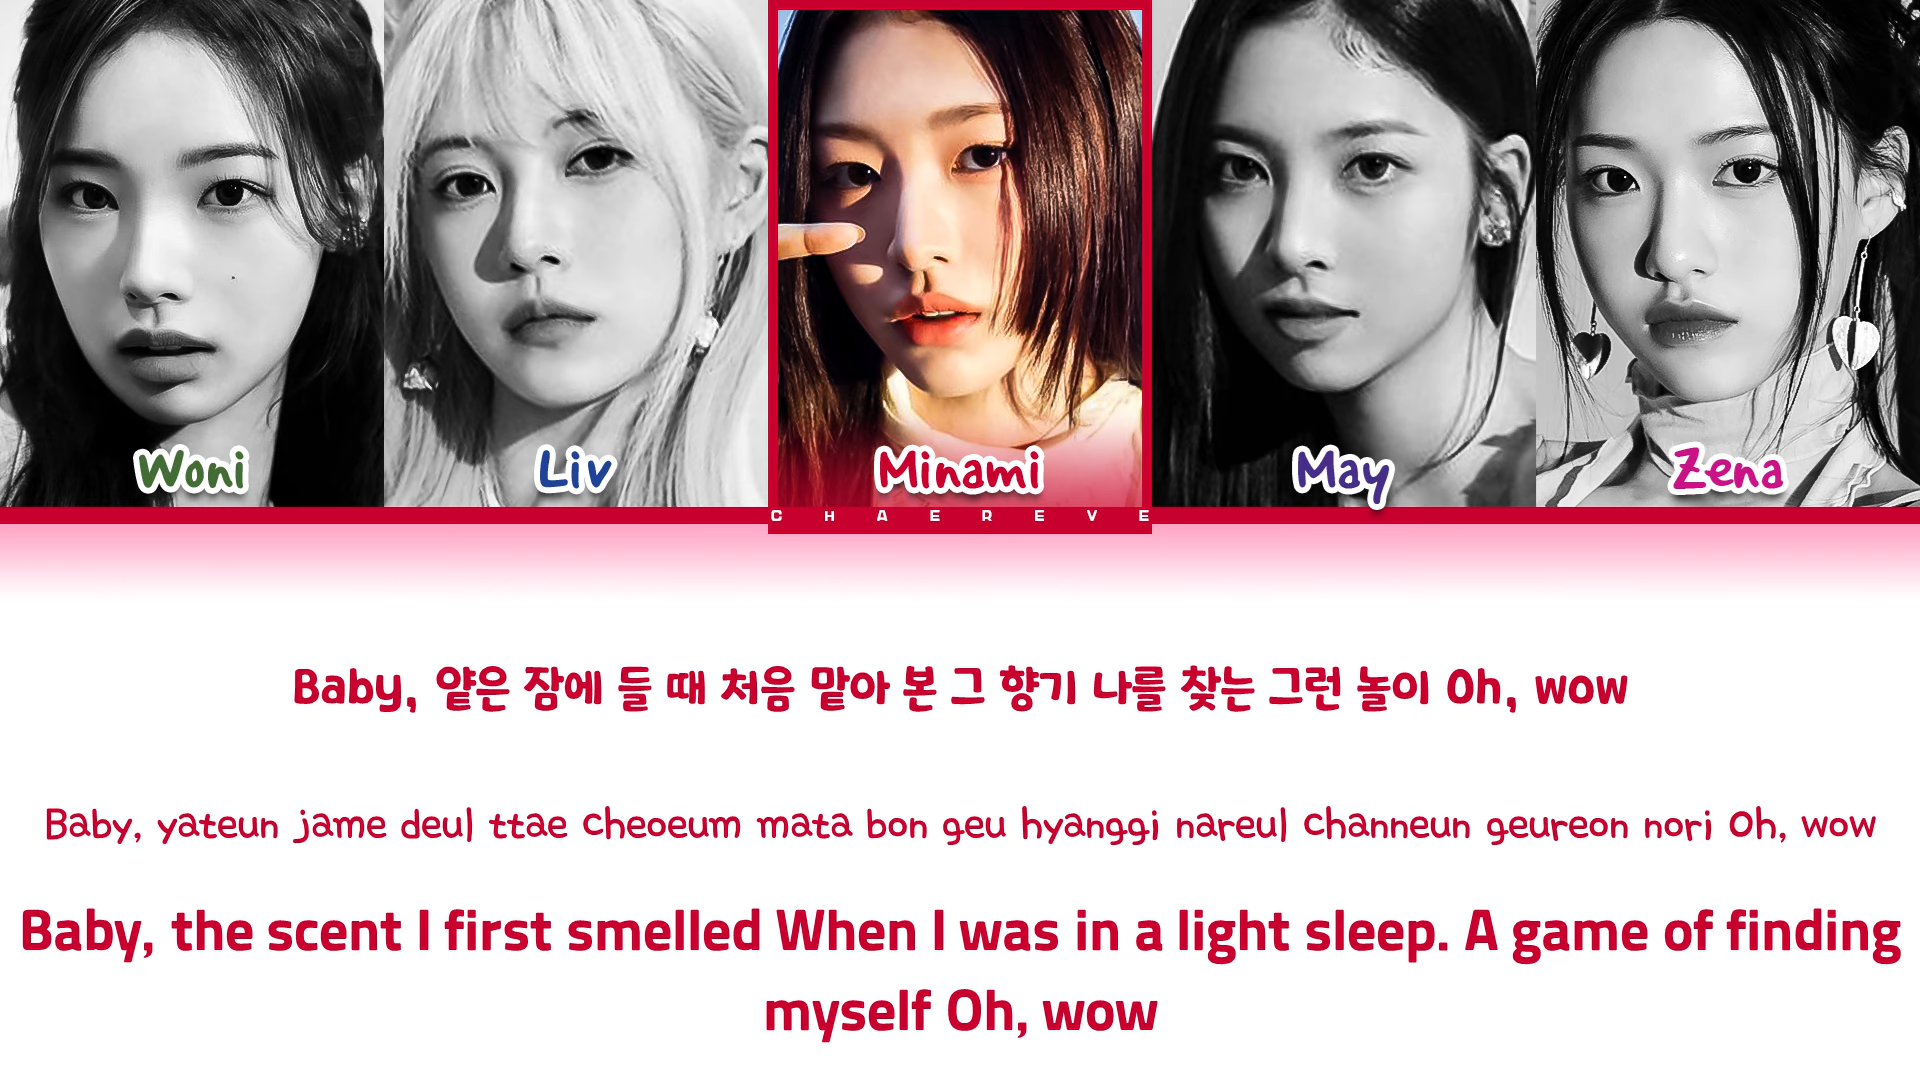 Woni
Liv
Minami
May
Zena
CHAEREVE
Baby, 얕은 잠에 들 때 처음 맡아 본 그 향기 나를 찾는 그런 놀이 Oh, wow
Baby, yateun jame deul ttae cheoeum mata bon geu hyanggi nareul channeun geureon nori Oh, wow
Baby, the scent I first smelled When I was in a light sleep. A game of finding
myself Oh, wow